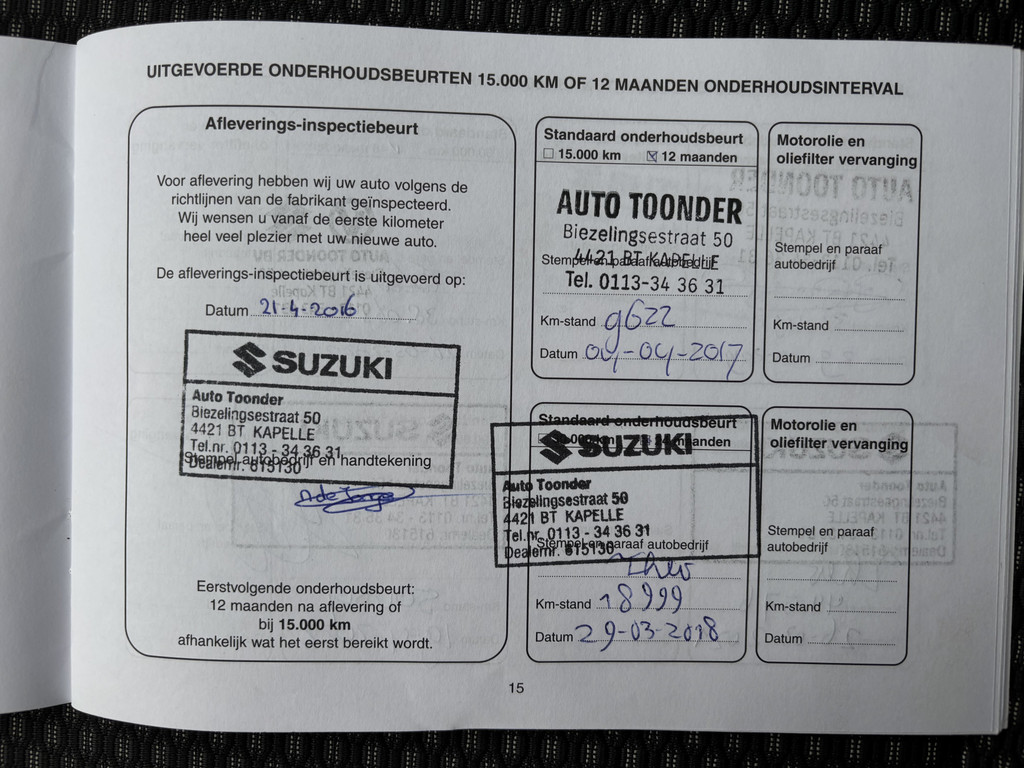 UITGEVOERDE ONDERHOUDSBEURTEN 15.000 KM OF 12 MAANDEN ONDERHOUDSINTERVAL
Afleverings-inspectiebeurt
Voor aflevering hebben wij uw auto volgens de
richtlijnen van de fabrikant geïnspecteerd.
Wij wensen u vanaf de eerste kilometer
heel veel plezier met uw nieuwe auto.
De afleverings-inspectiebeurt is uitgevoerd op:
Datum 21-4-2016
SUZUKI
Auto Toonder
Biezelingsestraat 50
4421 BT KAPELLE
Tel.nr. 0113 - 34 36 31
Dealernr. 615130
Stempel autobedrijf en handtekening
Eerstvolgende onderhoudsbeurt:
12 maanden na aflevering of
bij 15.000 km
afhankelijk wat het eerst bereikt wordt.
Standaard onderhoudsbeurt
15.000 km 12 maanden
AUTO TOONDER
Biezelingsestraat 50
4421 BT KAPELLE
Stempel en paraaf autobedrijf
Tel. 0113-34 36 31
Km-stand 9622
Datum 04-04-2017
Motorolie en
oliefilter vervanging
Stempel en paraaf
autobedrijf
Km-stand
Datum
Standaard onderhoudsbeurt
15.000 km 12 maanden
SUZUKI
Auto Toonder
Biezelingsestraat 50
4421 BT KAPELLE
Tel.nr. 0113 - 34 36 31
Dealernr. 615130
Stempel en paraaf autobedrijf
Km-stand 18999
Datum 29-03-2018
Motorolie en
oliefilter vervanging
Stempel en paraaf
autobedrijf
Km-stand
Datum
15